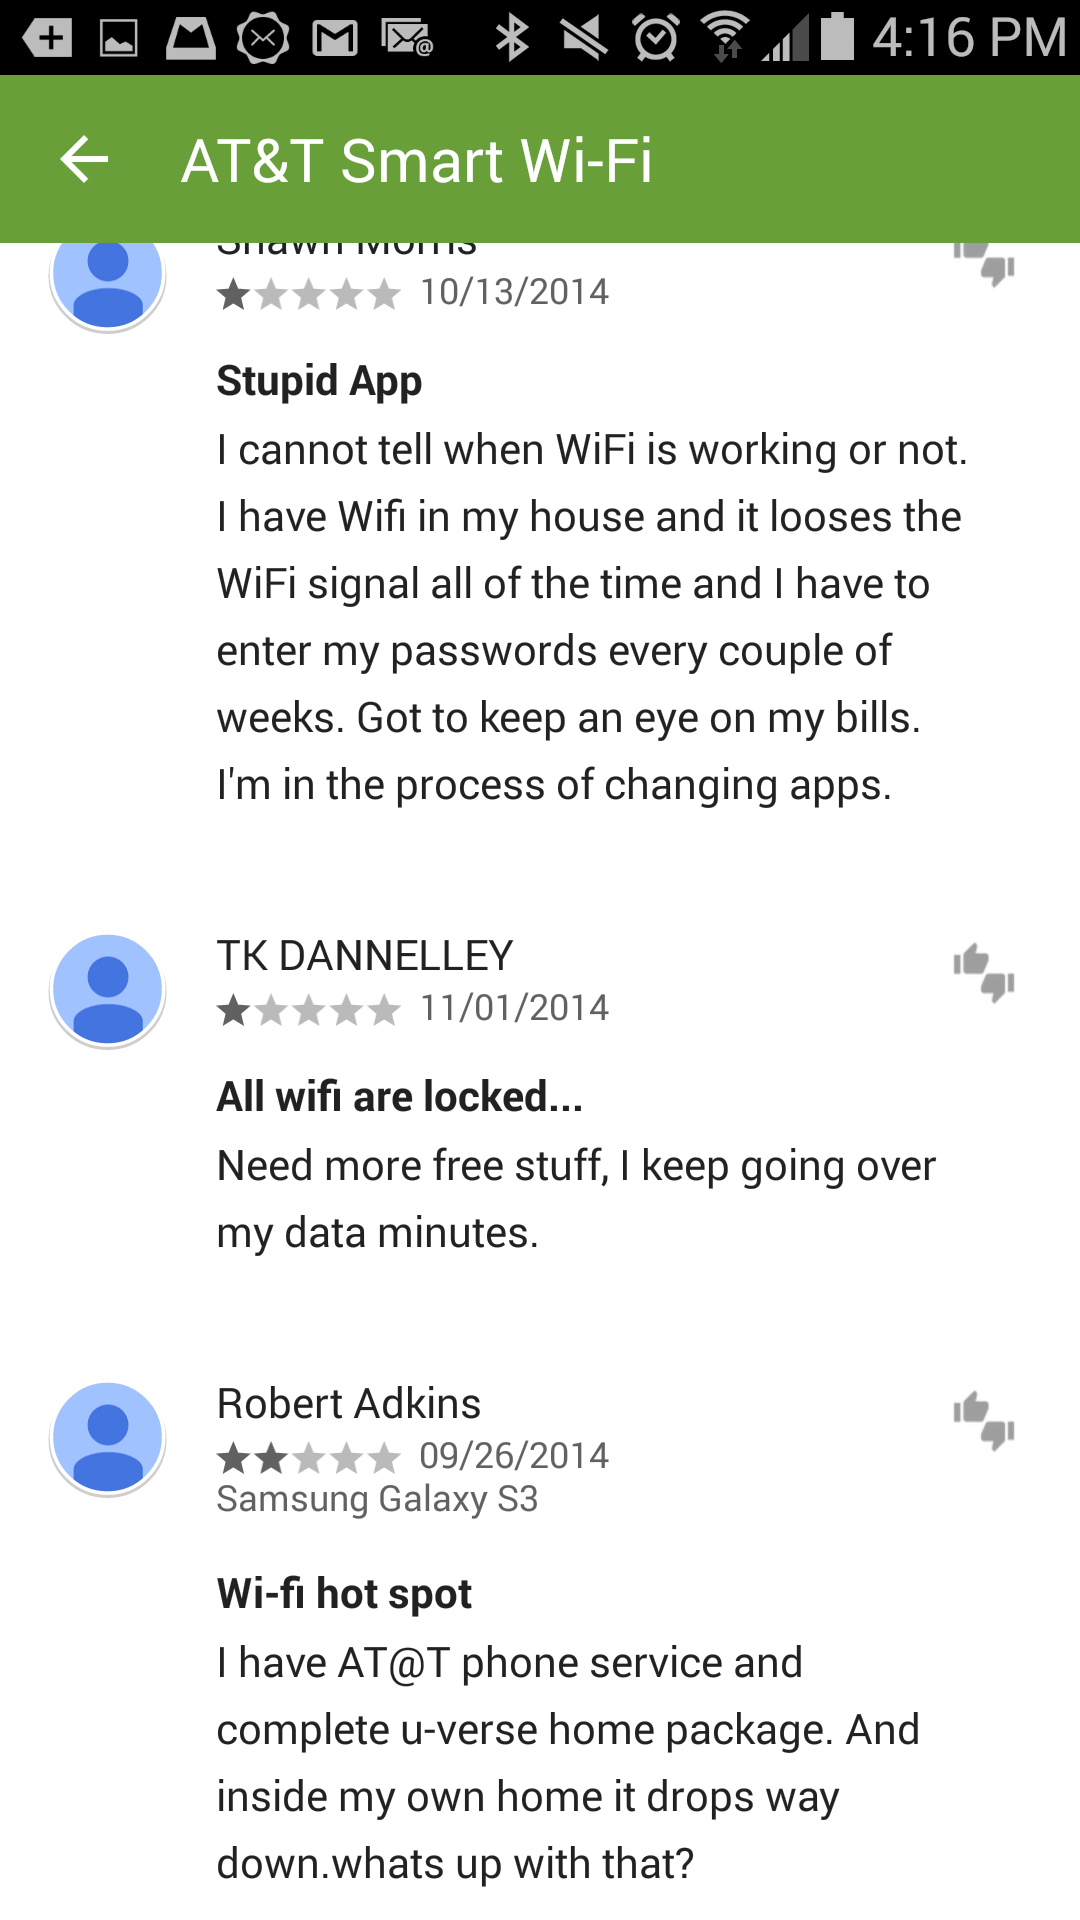 4:16 PM
AT&T Smart Wi-Fi
Shawn Morris
10/13/2014
Stupid App
I cannot tell when WiFi is working or not.
I have Wifi in my house and it looses the
WiFi signal all of the time and I have to
enter my passwords every couple of
weeks. Got to keep an eye on my bills.
I'm in the process of changing apps.
TK DANNELLEY
11/01/2014
All wifi are locked...
Need more free stuff, I keep going over
my data minutes.
Robert Adkins
09/26/2014
Samsung Galaxy S3
Wi-fi hot spot
I have AT@T phone service and
complete u-verse home package. And
inside my own home it drops way
down.whats up with that?